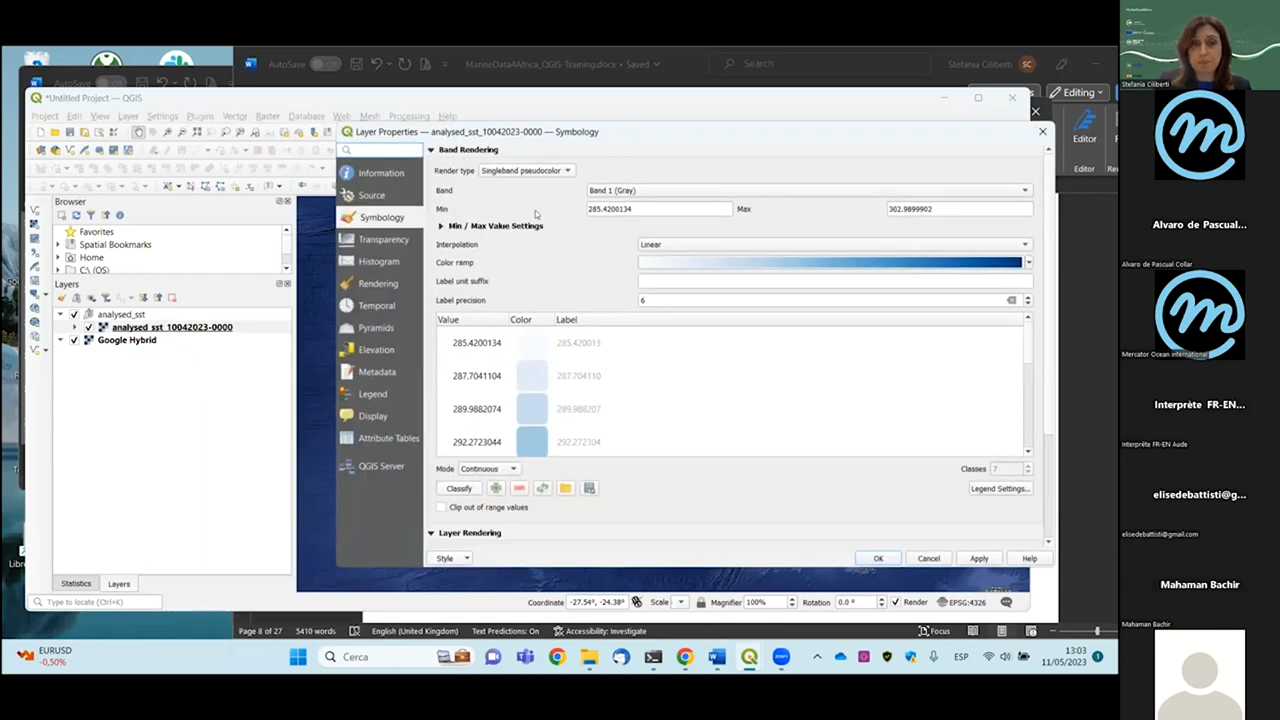 AutoSave
MarineData4Africa_QGIS-Training.docx • Saved
Search
Stefania Ciliberti
SC
AutoSave
*Untitled Project — QGIS
Editing
Project Edit View Layer Settings Plugins Vector Raster Database Web Mesh Processing Help
Editor
Editor
Browser
Favorites
Spatial Bookmarks
Home
C:\ (OS)
Layers
analysed_sst
analysed_sst_10042023-0000
Google Hybrid
Statistics
Layers
Type to locate (Ctrl+K)
Layer Properties — analysed_sst_10042023-0000 — Symbology
Information
Source
Symbology
Transparency
Histogram
Rendering
Temporal
Pyramids
Elevation
Metadata
Legend
Display
Attribute Tables
QGIS Server
Band Rendering
Render type Singleband pseudocolor
Band Band 1 (Gray)
Min 285.4200134 Max 302.9899902
Min / Max Value Settings
Interpolation Linear
Color ramp
Label unit suffix
Label precision 6
Value Color Label
285.4200134 285.420013
287.7041104 287.704110
289.9882074 289.988207
292.2723044 292.272304
Mode Continuous Classes 7
Classify Legend Settings...
Clip out of range values
Layer Rendering
Style OK Cancel Apply Help
Coordinate -27.54°, -24.38° Scale Magnifier 100% Rotation 0.0 ° Render EPSG:4326
Page 8 of 27 5410 words English (United Kingdom) Text Predictions: On Accessibility: Investigate Focus
EURUSD
-0,50%
Cerca
ESP
13:03
11/05/2023
1
Stefania Ciliberti
Alvaro de Pascual...
Alvaro de Pascual Collar
Mercator Ocean international
Interprète FR-EN...
Interprète FR-EN Aude
elisedebattisti@g...
elisedebattisti@gmail.com
Mahaman Bachir
Mahaman Bachir